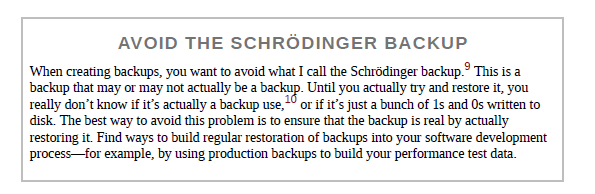 AVOID THE SCHRÖDINGER BACKUP
When creating backups, you want to avoid what I call the Schrödinger backup.9 This is a
backup that may or may not actually be a backup. Until you actually try and restore it, you
really don’t know if it’s actually a backup use,10 or if it’s just a bunch of 1s and 0s written to
disk. The best way to avoid this problem is to ensure that the backup is real by actually
restoring it. Find ways to build regular restoration of backups into your software development
process—for example, by using production backups to build your performance test data.